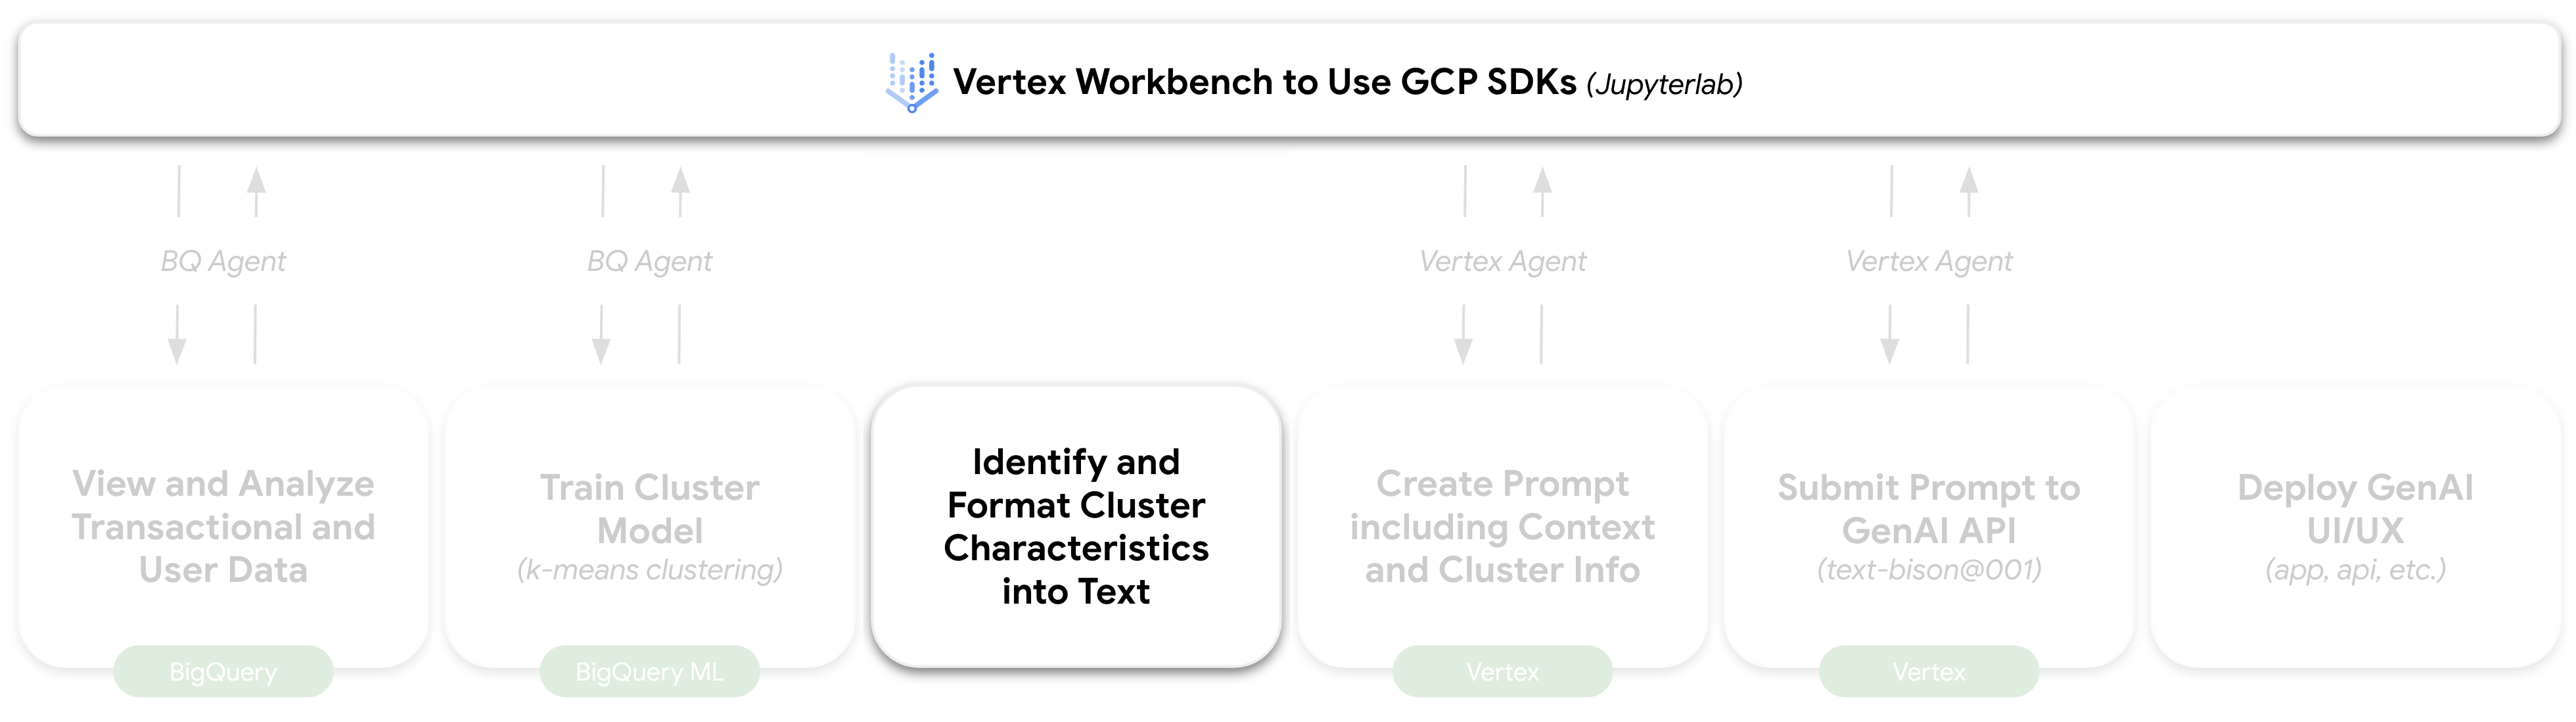 Vertex Workbench to Use GCP SDKs (Jupyterlab)
BQ Agent
BQ Agent
Vertex Agent
Vertex Agent
View and Analyze
Transactional and
User Data
BigQuery
Train Cluster
Model
(k-means clustering)
BigQuery ML
Identify and
Format Cluster
Characteristics
into Text
Create Prompt
including Context
and Cluster Info
Vertex
Submit Prompt to
GenAI API
(text-bison@001)
Vertex
Deploy GenAI
UI/UX
(app, api, etc.)